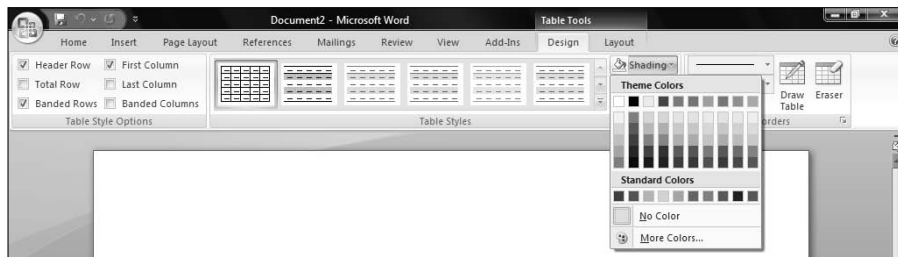 Document2 - Microsoft Word Table Tools
Home Insert Page Layout References Mailings Review View Add-Ins Design Layout
Header Row First Column
Total Row Last Column
Banded Rows Banded Columns
Table Style Options
Table Styles
Shading
Theme Colors
Standard Colors
No Color
More Colors...
Draw Table
Eraser
orders